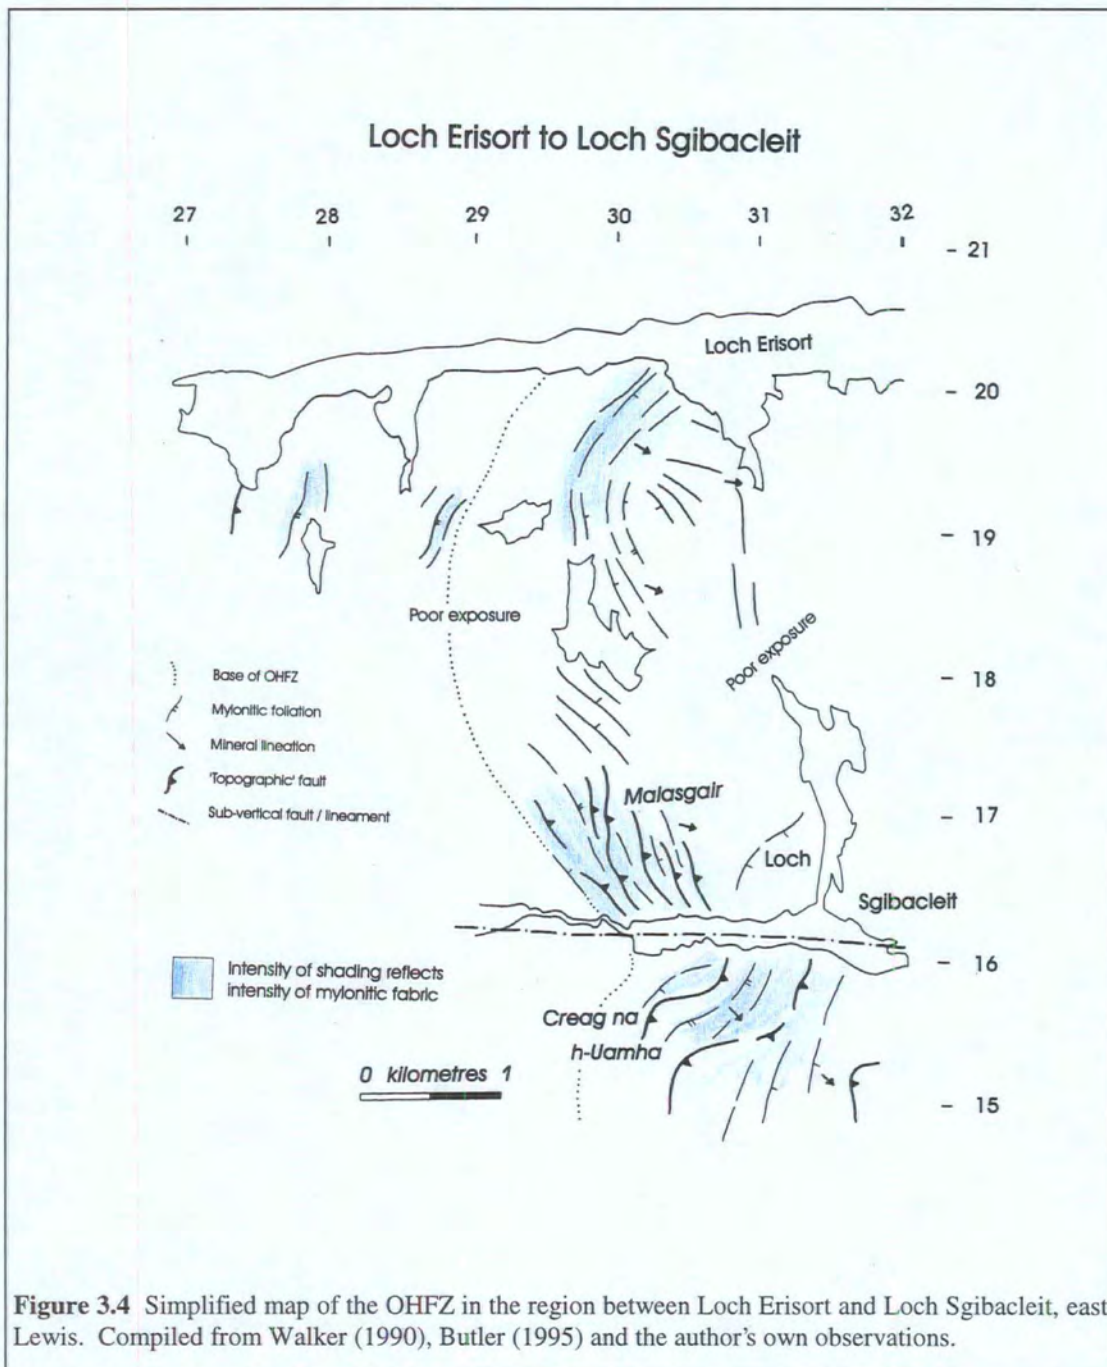 Loch Erisort to Loch Sgibacleit
27 28 29 30 31 32
21
Loch Erisort
20
19
Poor exposure
Poor exposure
18
Base of OHFZ
Mylonitic foliation
Mineral lineation
'Topographic' fault
Sub-vertical fault / lineament
Malasgair
17
Loch
Sgibacleit
16
Intensity of shading reflects
intensity of mylonitic fabric
Creag na
h-Uamha
0 kilometres 1
15
Figure 3.4 Simplified map of the OHFZ in the region between Loch Erisort and Loch Sgibacleit, east
Lewis. Compiled from Walker (1990), Butler (1995) and the author's own observations.